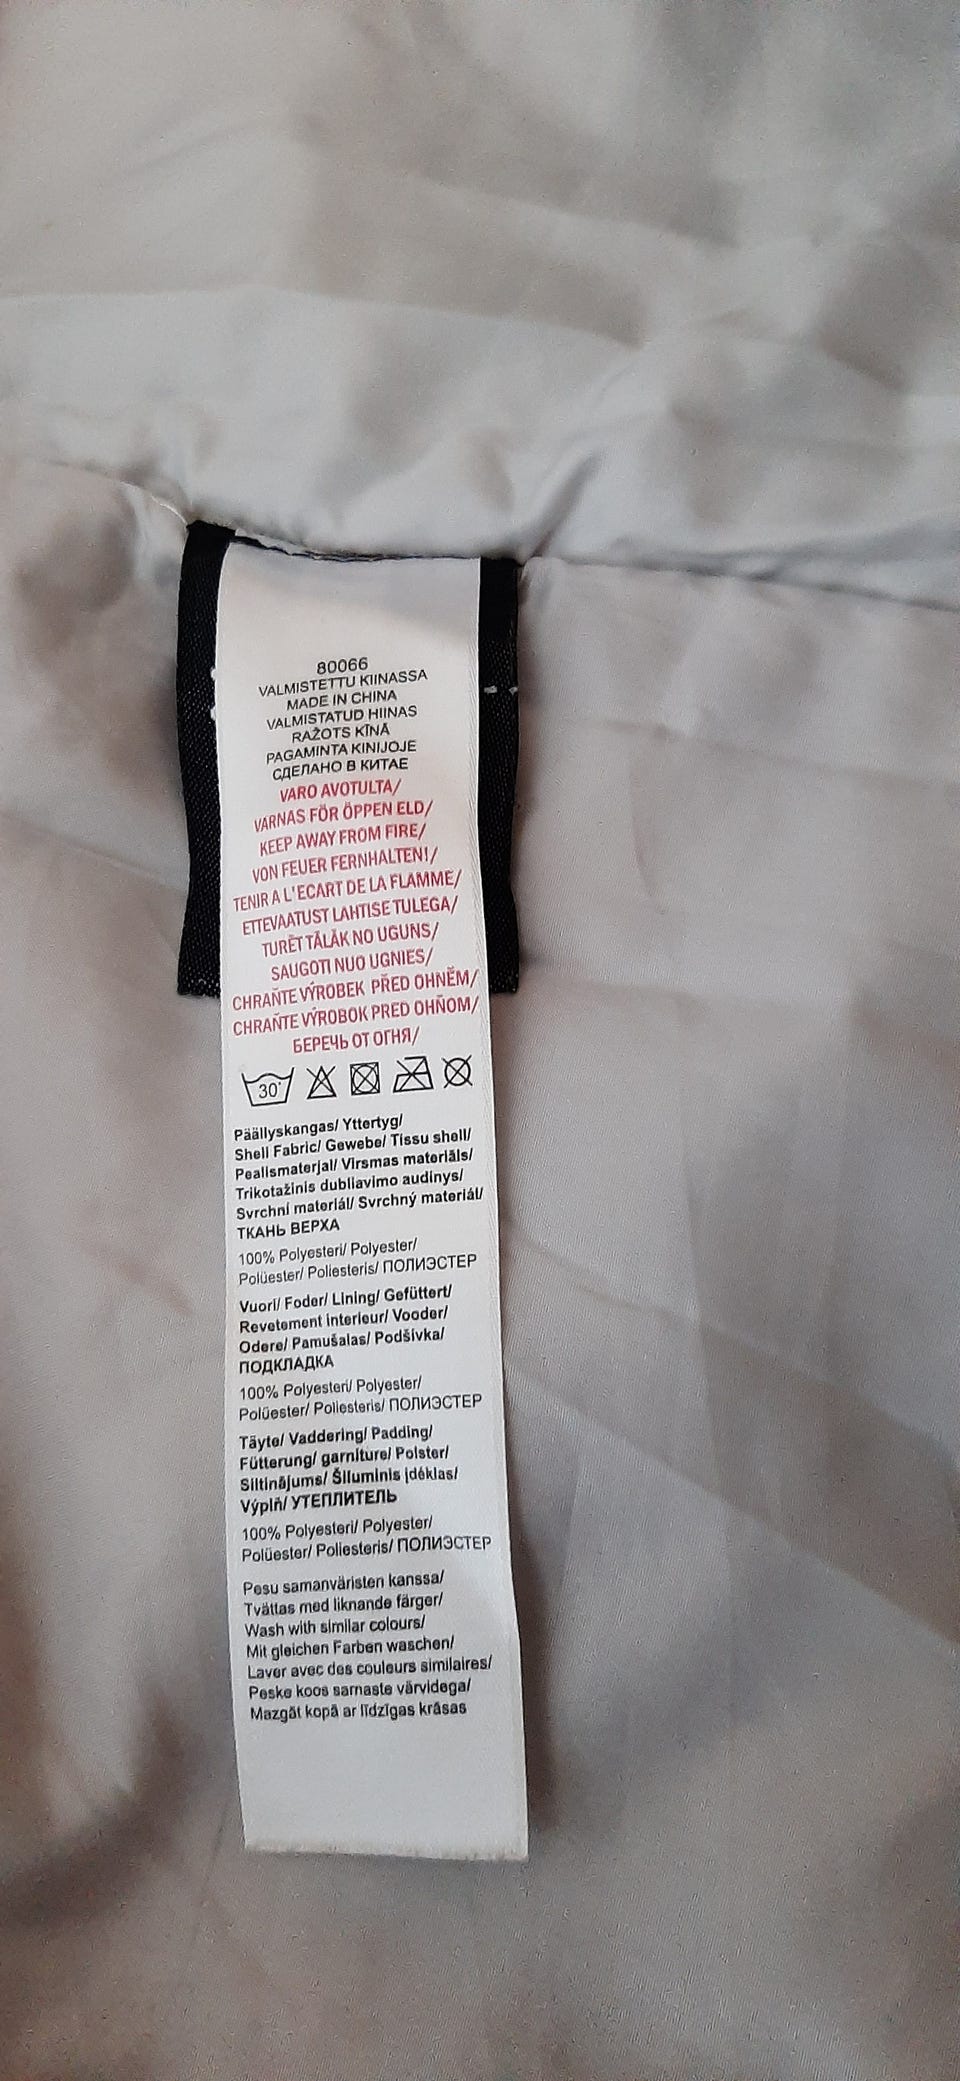 80066
VALMISTETTU KIINASSA
MADE IN CHINA
VALMISTATUD HIINAS
RAŽOTS KĪNĀ
PAGAMINTA KINIJOJE
СДЕЛАНО В КИТАЕ
VARO AVOTULTA/
VARNAS FÖR ÖPPEN ELD/
KEEP AWAY FROM FIRE/
VON FEUER FERNHALTEN!/
TENIR A L'ECART DE LA FLAMME/
ETTEVAATUST LAHTISE TULEGA/
TURĒT TĀLĀK NO UGUNS/
SAUGOTI NUO UGNIES/
CHRAŇTE VÝROBEK PŘED OHNĚM/
CHRAŇTE VÝROBOK PRED OHŇOM/
БЕРЕЧЬ ОТ ОГНЯ/
30°
Päällyskangas/ Yttertyg/
Shell Fabric/ Gewebe/ Tissu shell/
Pealismaterjal/ Virsmas materiāls/
Trikotažinis dubliavimo audinys/
Svrchní materiál/ Svrchný materiál/
ТКАНЬ ВЕРХА
100% Polyesteri/ Polyester/
Polüester/ Poliesteris/ ПОЛИЭСТЕР
Vuori/ Foder/ Lining/ Gefüttert/
Revetement interieur/ Vooder/
Odere/ Pamušalas/ Podšívka/
ПОДКЛАДКА
100% Polyesteri/ Polyester/
Polüester/ Poliesteris/ ПОЛИЭСТЕР
Täyte/ Vaddering/ Padding/
Fütterung/ garniture/ Polster/
Siltinājums/ Šiluminis įdėklas/
Výplň/ УТЕПЛИТЕЛЬ
100% Polyesteri/ Polyester/
Polüester/ Poliesteris/ ПОЛИЭСТЕР
Pesu samanväristen kanssa/
Tvättas med liknande färger/
Wash with similar colours/
Mit gleichen Farben waschen/
Laver avec des couleurs similaires/
Peske koos sarnaste värvidega/
Mazgāt kopā ar līdzīgas krāsas